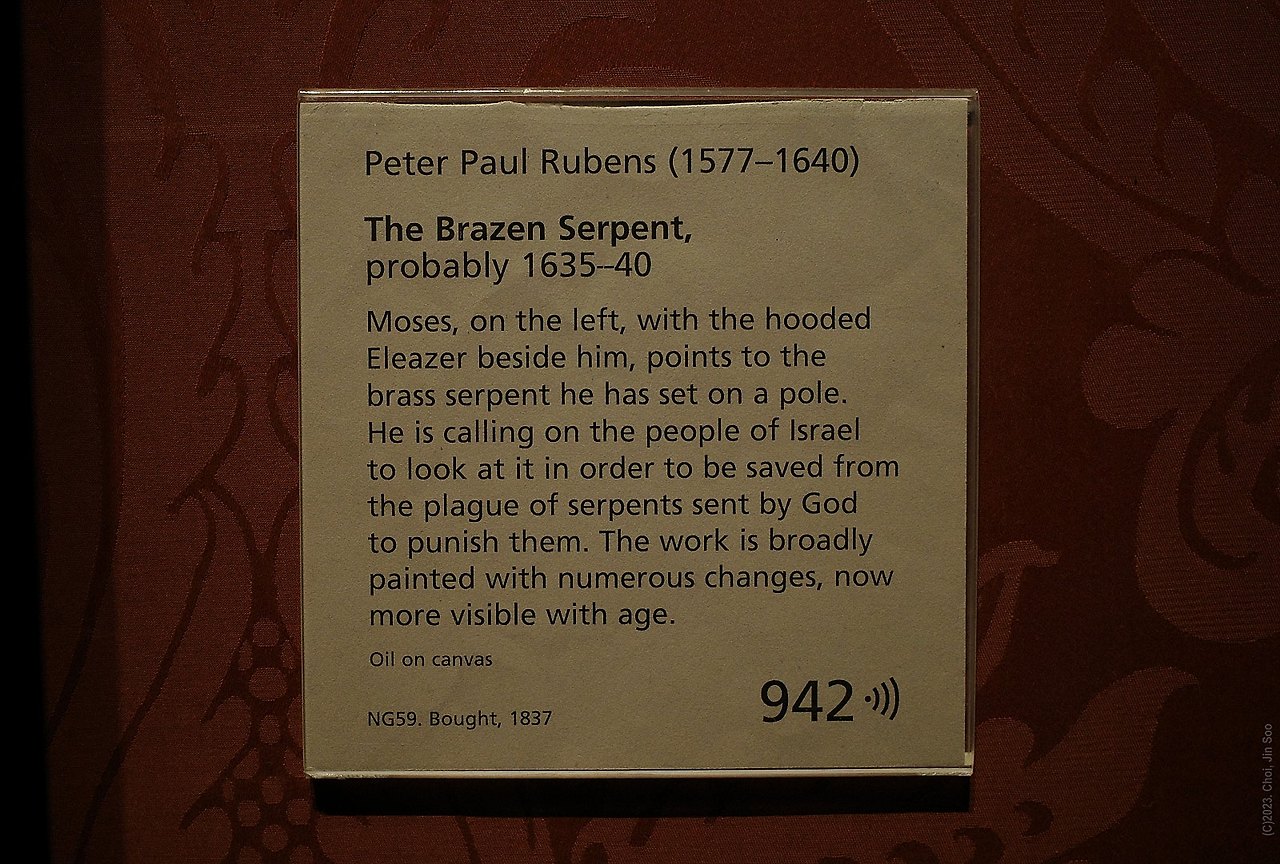 Peter Paul Rubens (1577–1640)
The Brazen Serpent,
probably 1635--40
Moses, on the left, with the hooded
Eleazer beside him, points to the
brass serpent he has set on a pole.
He is calling on the people of Israel
to look at it in order to be saved from
the plague of serpents sent by God
to punish them. The work is broadly
painted with numerous changes, now
more visible with age.
Oil on canvas
NG59. Bought, 1837
942
(C)2023. Choi, Jin Soo